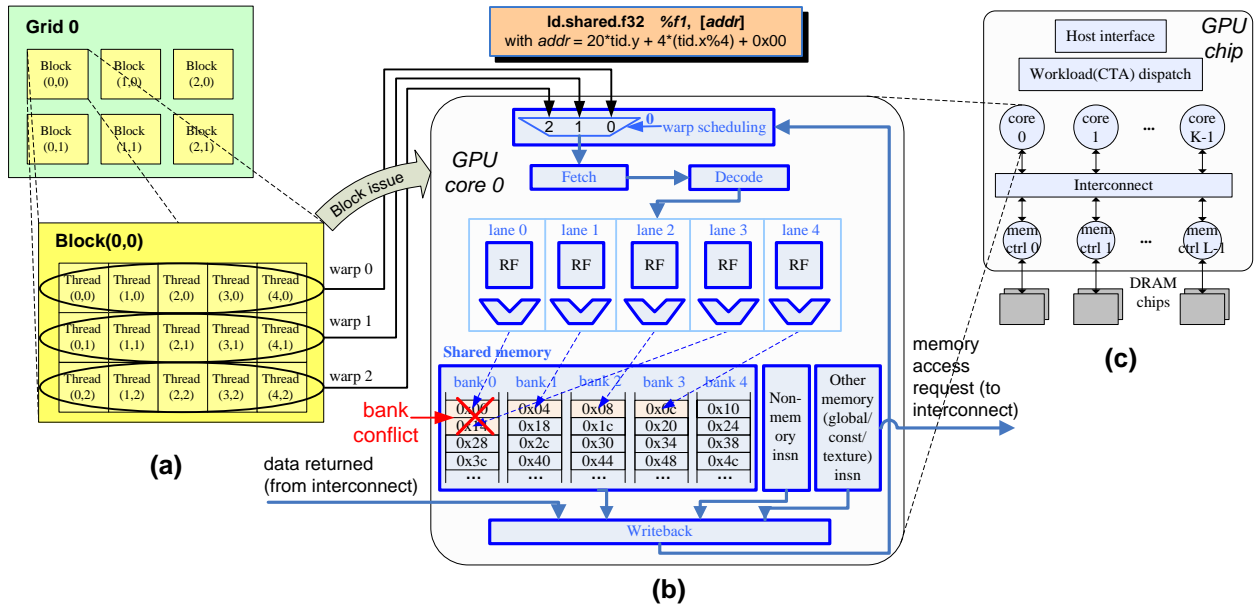 Grid 0
Block
(0,0)
Block
(1,0)
Block
(2,0)
Block
(0,1)
Block
(1,1)
Block
(2,1)
Block(0,0)
Thread
(0,0)
Thread
(1,0)
Thread
(2,0)
Thread
(3,0)
Thread
(4,0)
Thread
(0,1)
Thread
(1,1)
Thread
(2,1)
Thread
(3,1)
Thread
(4,1)
Thread
(0,2)
Thread
(1,2)
Thread
(2,2)
Thread
(3,2)
Thread
(4,2)
warp 0
warp 1
warp 2
(a)
Block issue
ld.shared.f32 %f1, [addr]
with addr = 20*tid.y + 4*(tid.x%4) + 0x00
GPU
core 0
2 1 0
0
warp scheduling
Fetch
Decode
lane 0
lane 1
lane 2
lane 3
lane 4
RF
RF
RF
RF
RF
Shared memory
bank 0
bank 1
bank 2
bank 3
bank 4
0x00
0x04
0x08
0x0c
0x10
0x14
0x18
0x1c
0x20
0x24
0x28
0x2c
0x30
0x34
0x38
0x3c
0x40
0x44
0x48
0x4c
...
...
...
...
...
bank
conflict
Non-
memory
insn
Other
memory
(global/
const/
texture)
insn
data returned
(from interconnect)
memory
access
request (to
interconnect)
Writeback
(b)
GPU
chip
Host interface
Workload(CTA) dispatch
core
0
core
1
...
core
K-1
Interconnect
mem
ctrl 0
mem
ctrl 1
...
mem
ctrl L-1
DRAM
chips
(c)